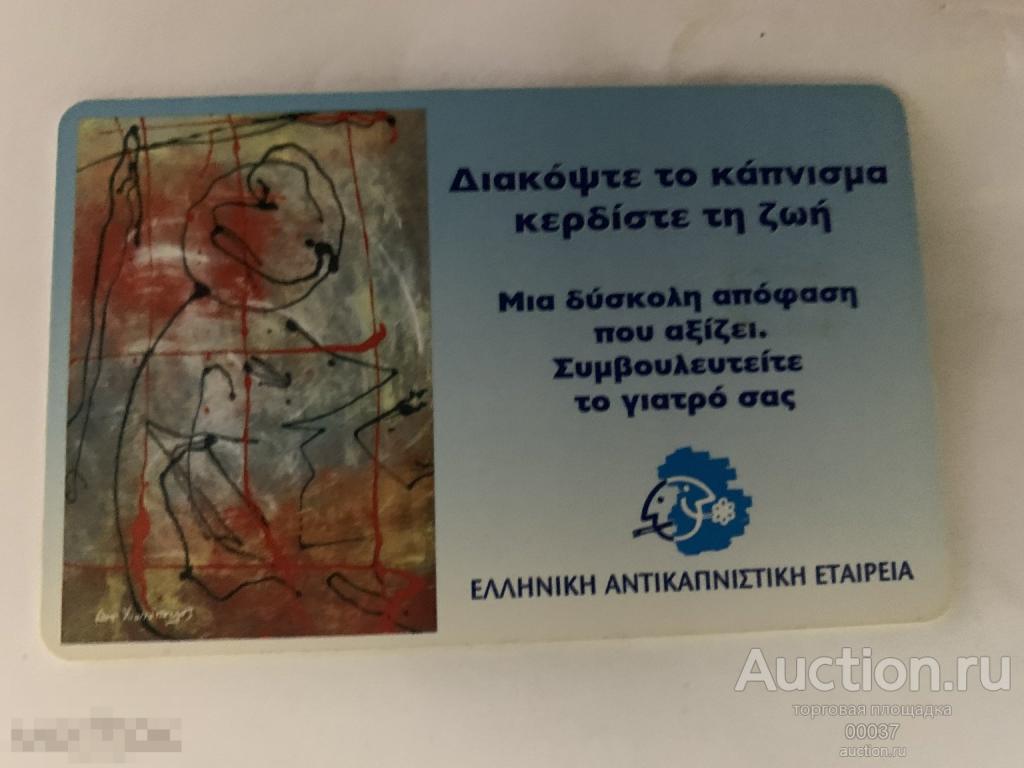 Διακόψτε το κάπνισμα
κερδίστε τη ζωή
Μια δύσκολη απόφαση
που αξίζει.
Συμβουλευτείτε
το γιατρό σας
ΕΛΛΗΝΙΚΗ ΑΝΤΙΚΑΠΝΙΣΤΙΚΗ ΕΤΑΙΡΕΙΑ
Auction.ru
торговая площадка
00037
auction.ru